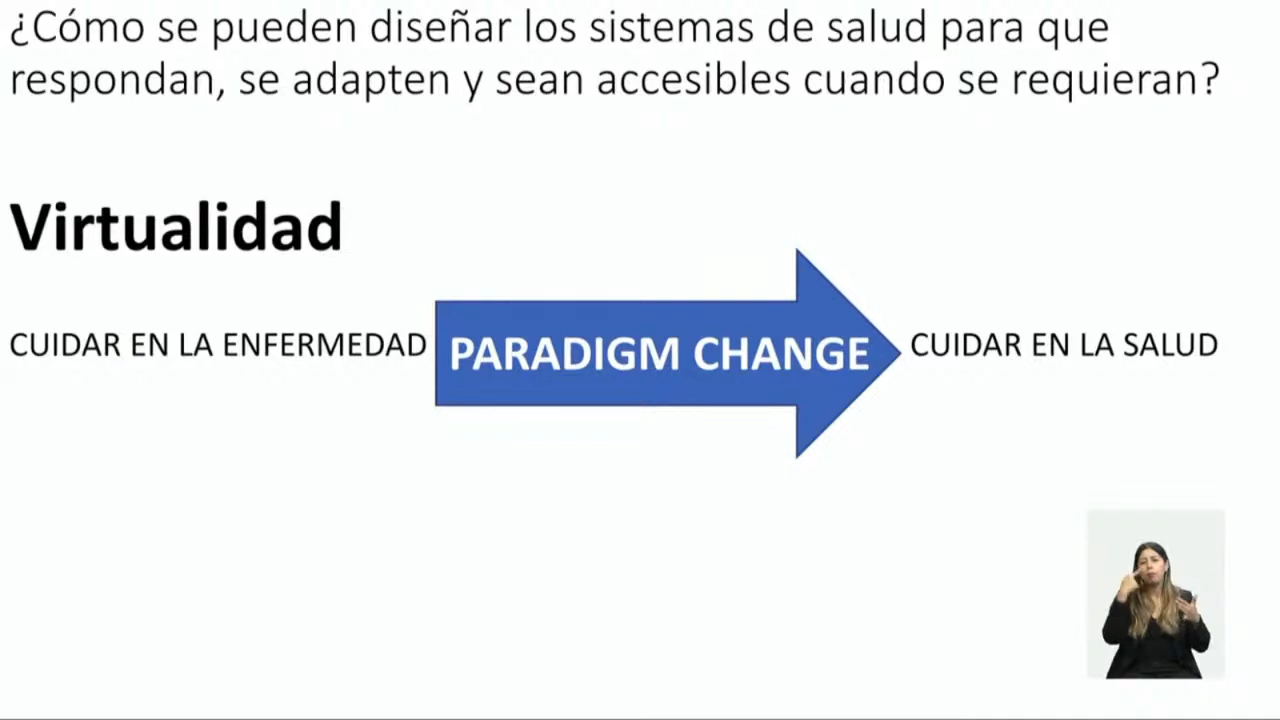 ¿Cómo se pueden diseñar los sistemas de salud para que
respondan, se adapten y sean accesibles cuando se requieran?
Virtualidad
CUIDAR EN LA ENFERMEDAD
PARADIGM CHANGE
CUIDAR EN LA SALUD